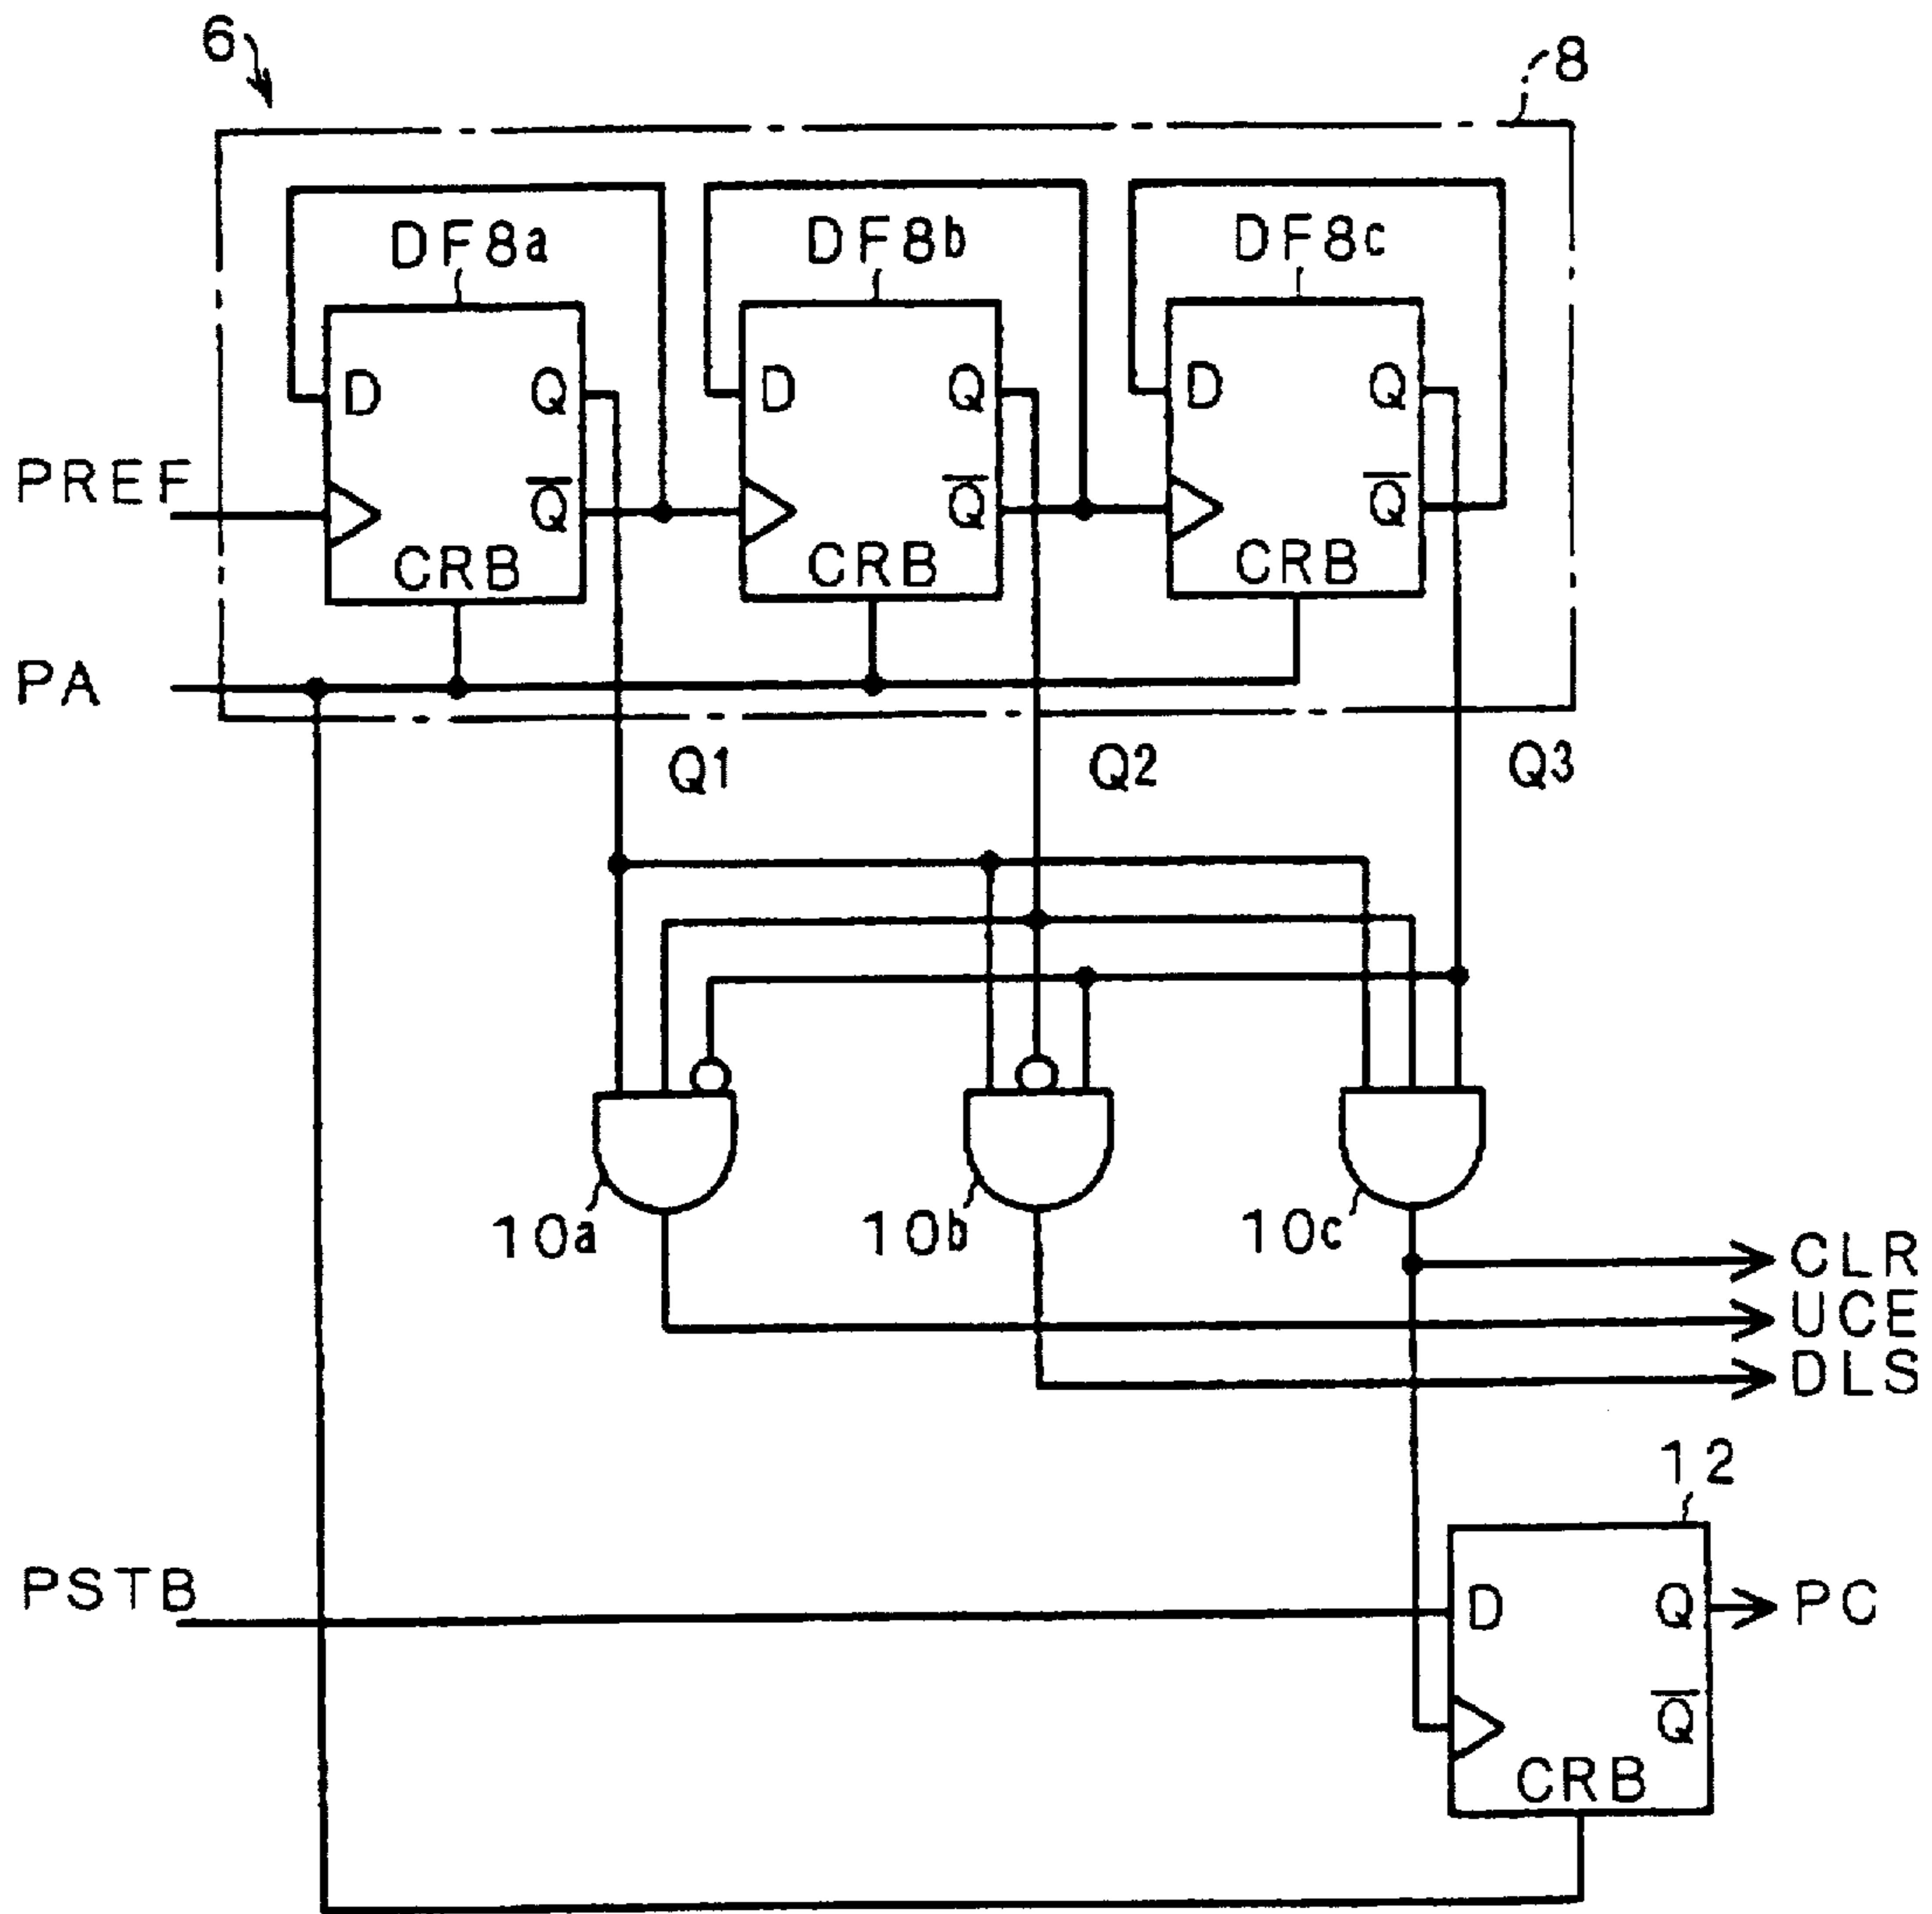 6
8
DF8a
DF8b
DF8c
D
Q
D
Q
D
Q
PREF
Q̅
Q̅
Q̅
CRB
CRB
CRB
PA
Q1
Q2
Q3
10a
10b
10c
CLR
UCE
DLS
12
PSTB
D
Q
PC
Q̅
CRB